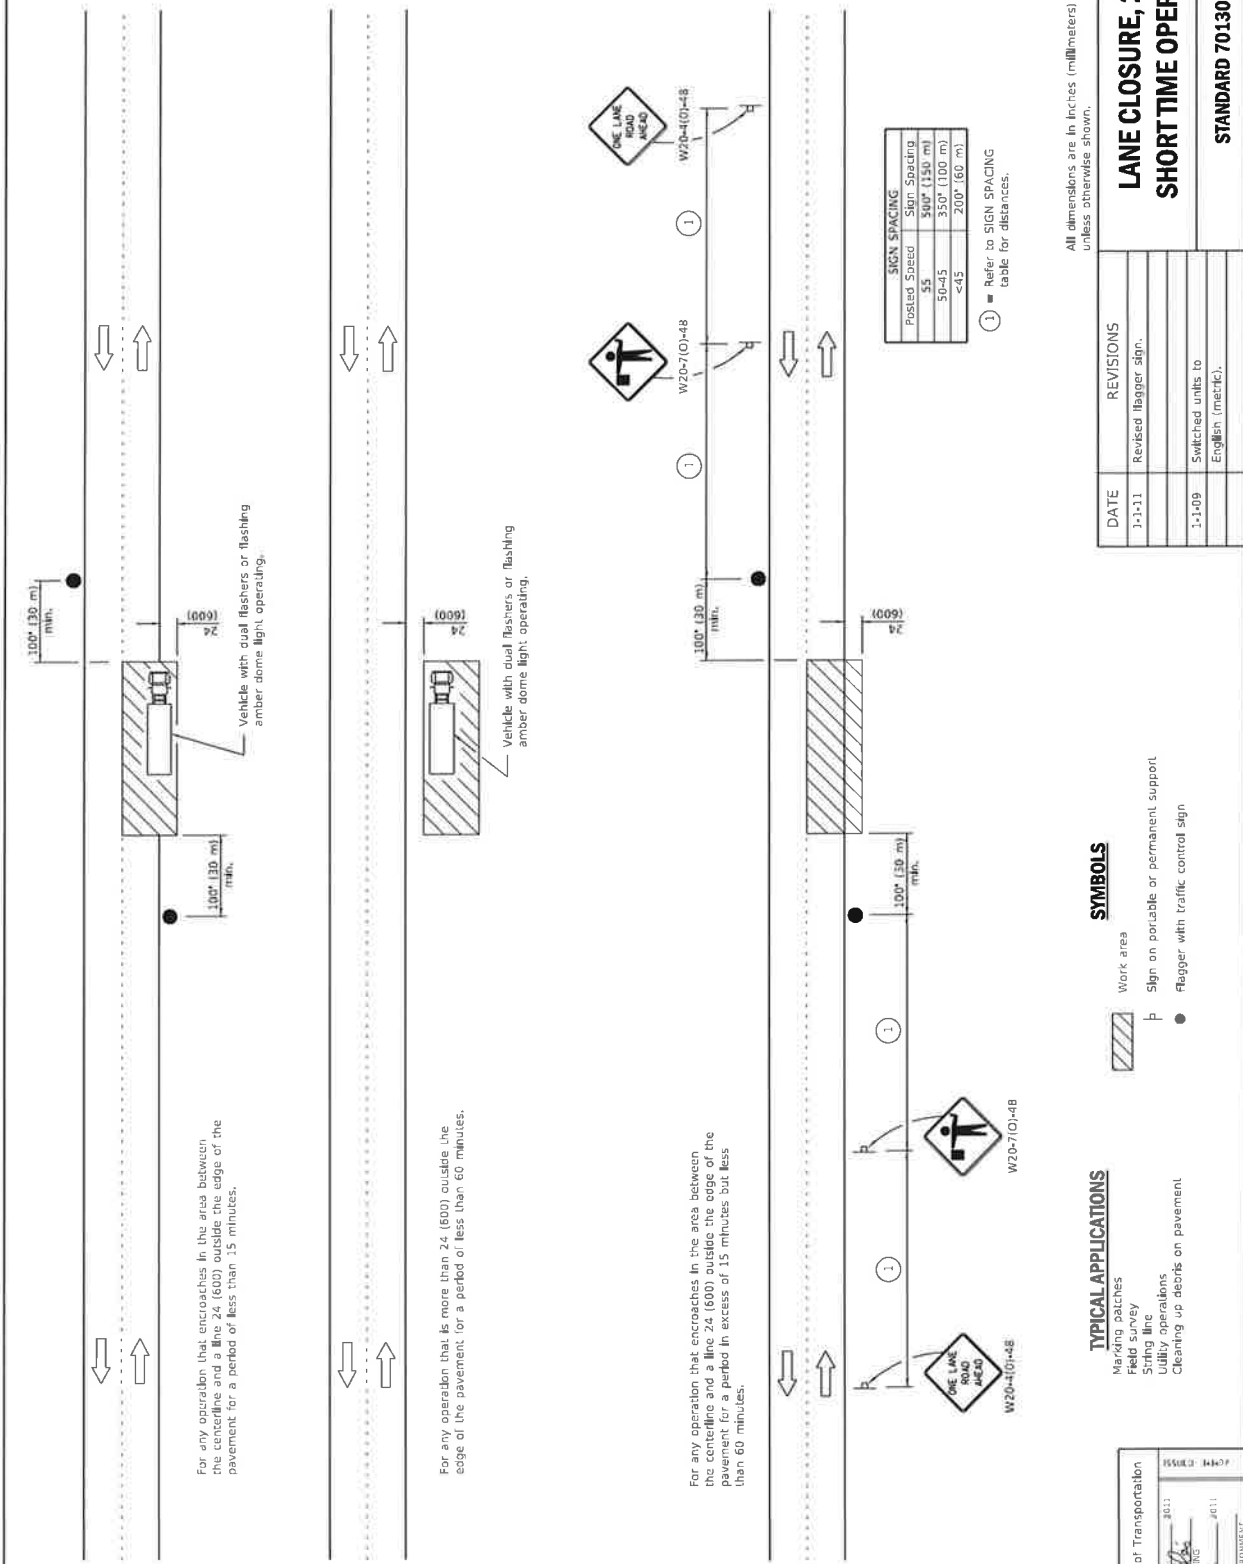 100' (30 m)
min.
24
(600)
100' (30 m)
min.
Vehicle with dual flashers or flashing
amber dome light operating.
For any operation that encroaches in the area between
the centerline and a line 24 (600) outside the edge of the
pavement for a period of less than 15 minutes.
24
(600)
Vehicle with dual flashers or flashing
amber dome light operating.
For any operation that is more than 24 (600) outside the
edge of the pavement for a period of less than 60 minutes.
ONE LANE
ROAD
AHEAD
W20-4(O)-48
W20-7(O)-48
1
1
100' (30 m)
min.
24
(600)
100' (30 m)
min.
For any operation that encroaches in the area between
the centerline and a line 24 (600) outside the edge of the
pavement for a period in excess of 15 minutes but less
than 60 minutes.
1
1
W20-7(O)-48
ONE LANE
ROAD
AHEAD
W20-4(O)-48
SIGN SPACING
Posted Speed Sign Spacing
55 500' (150 m)
50-45 350' (100 m)
<45 200' (60 m)
1 = Refer to SIGN SPACING
table for distances.
TYPICAL APPLICATIONS
Marking patches
Field survey
String line
Utility operations
Cleaning up debris on pavement
SYMBOLS
Work area
Sign on portable or permanent support
Flagger with traffic control sign
All dimensions are in inches (millimeters)
unless otherwise shown.
of Transportation
2011
2011
ISSUED
DATE REVISIONS
1-1-11 Revised flagger sign.
1-1-09 Switched units to
English (metric).
LANE CLOSURE,
SHORT TIME OPER
STANDARD 70130